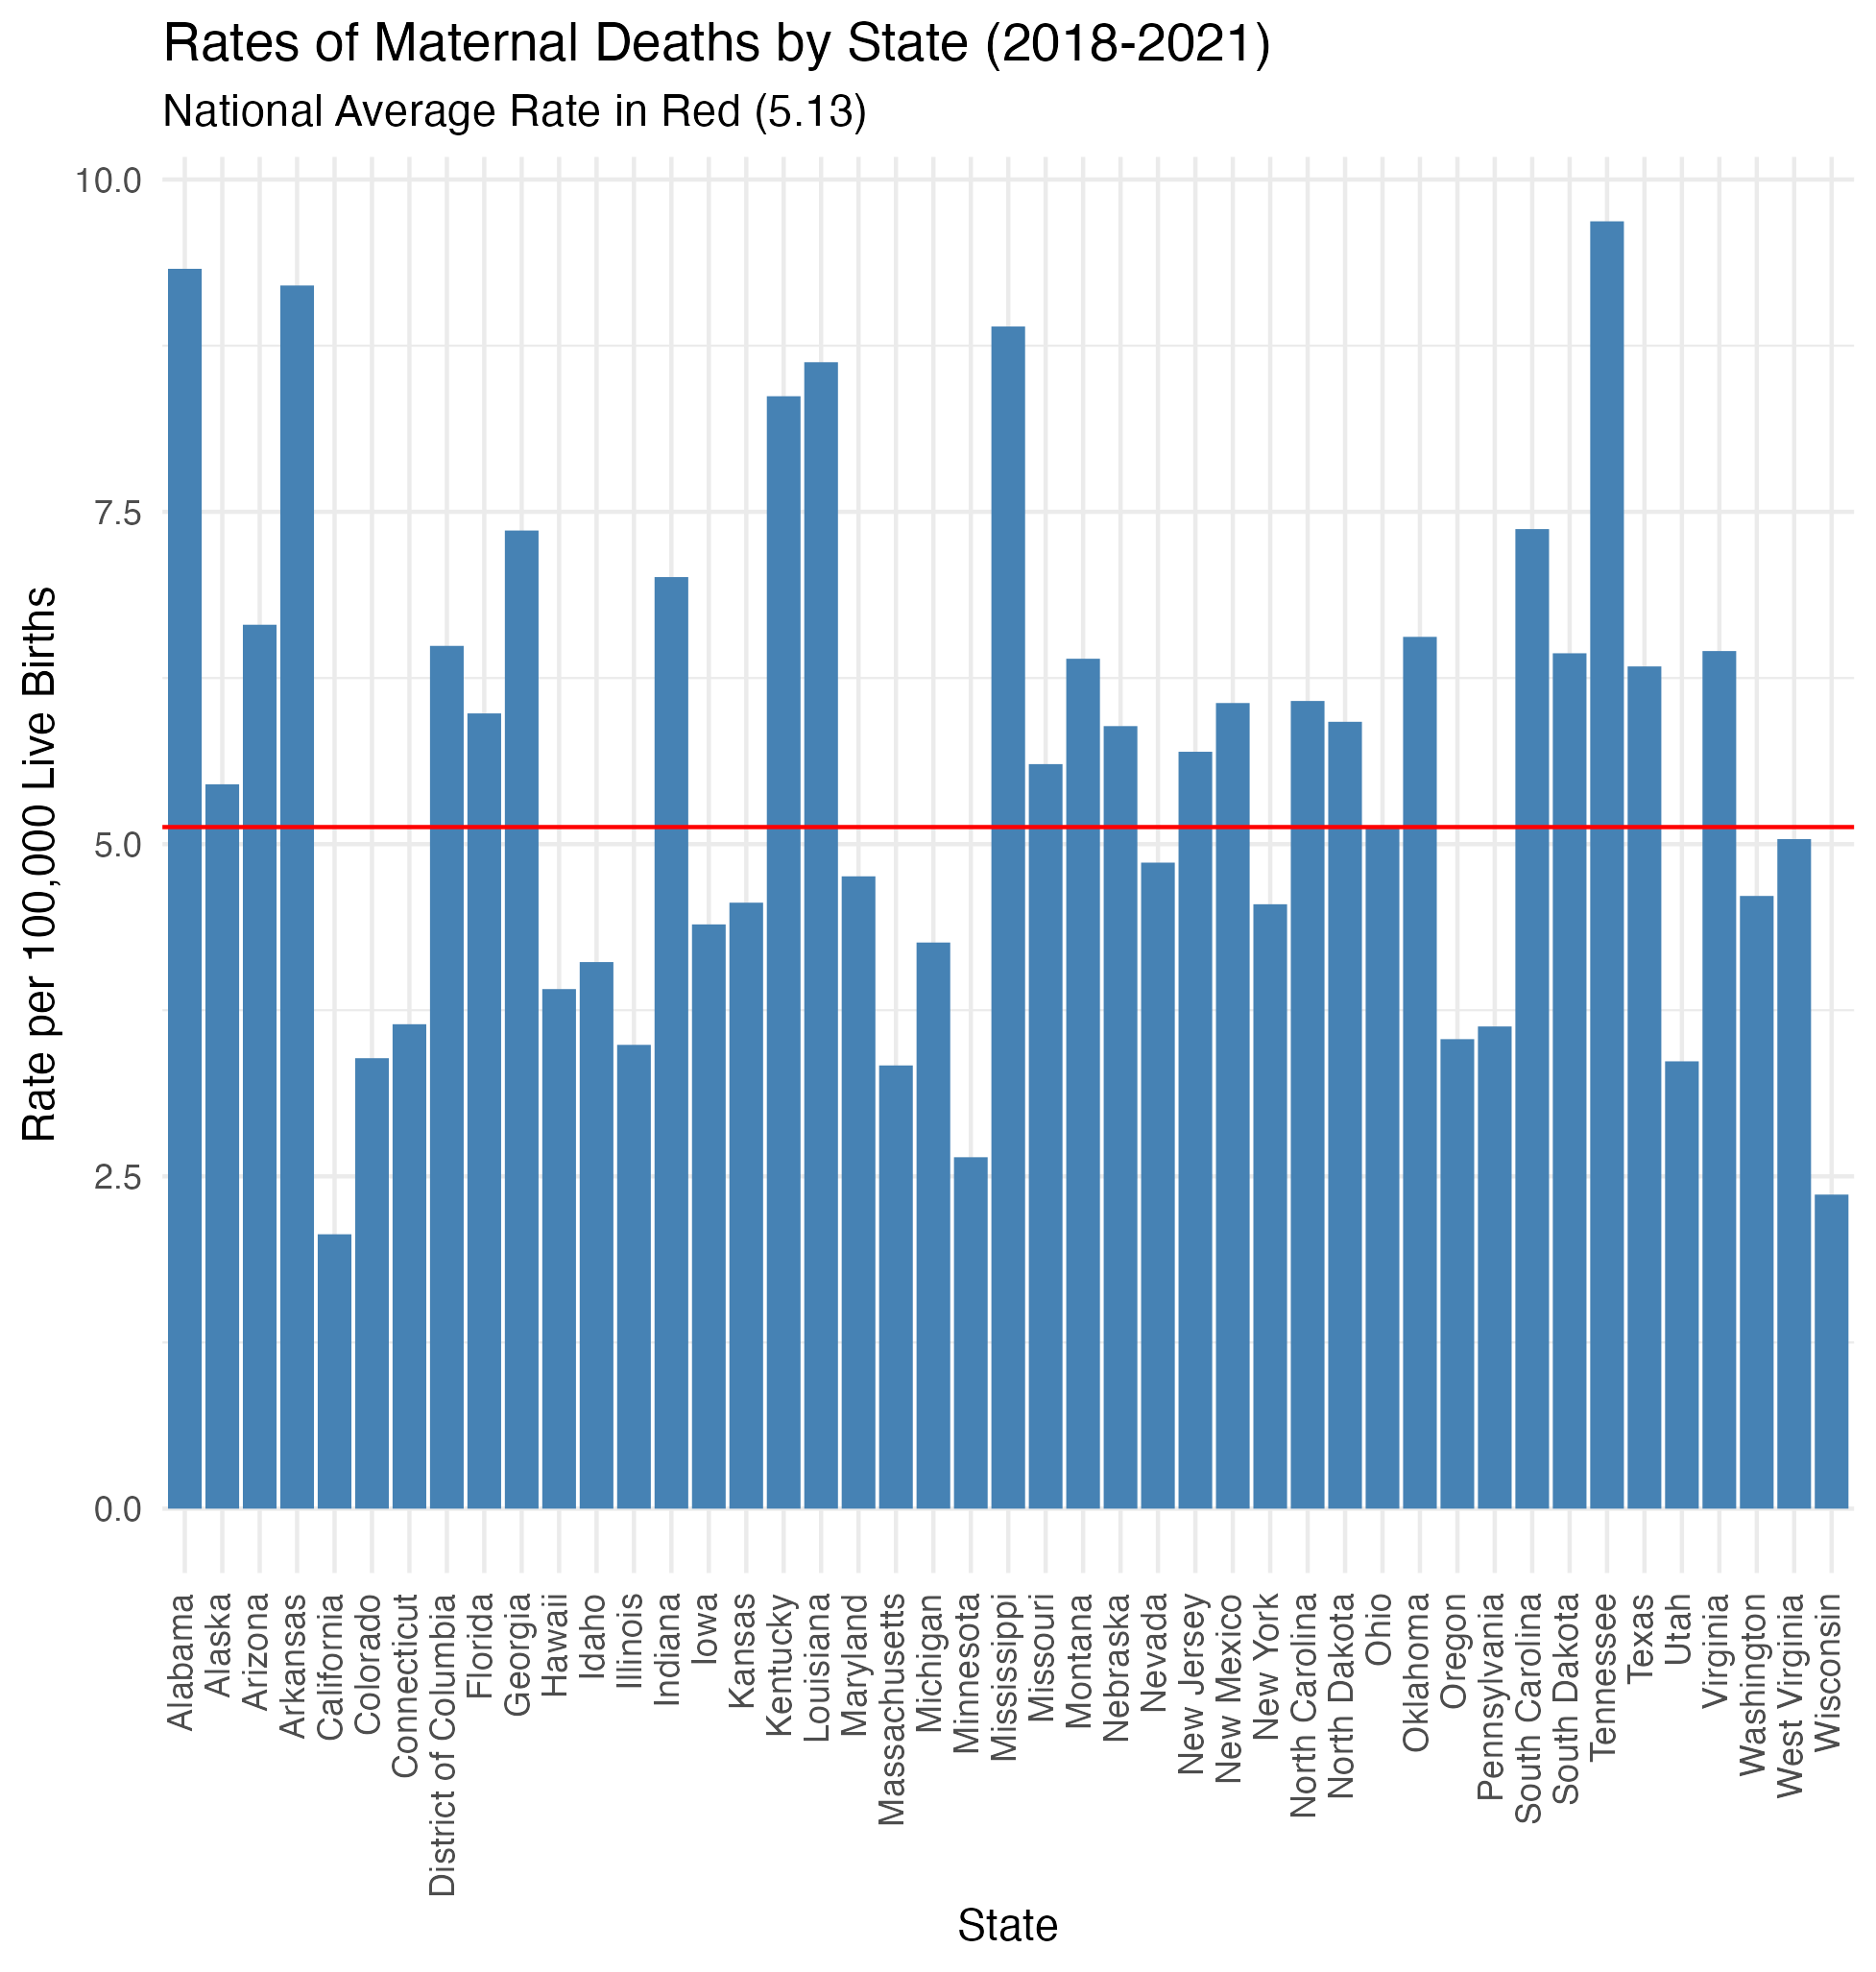 Rates of Maternal Deaths by State (2018-2021)
National Average Rate in Red (5.13)
Rate per 100,000 Live Births
10.0
7.5
5.0
2.5
0.0
Alabama
Alaska
Arizona
Arkansas
California
Colorado
Connecticut
District of Columbia
Florida
Georgia
Hawaii
Idaho
Illinois
Indiana
Iowa
Kansas
Kentucky
Louisiana
Maryland
Massachusetts
Michigan
Minnesota
Mississippi
Missouri
Montana
Nebraska
Nevada
New Jersey
New Mexico
New York
North Carolina
North Dakota
Ohio
Oklahoma
Oregon
Pennsylvania
South Carolina
South Dakota
Tennessee
Texas
Utah
Virginia
Washington
West Virginia
Wisconsin
State